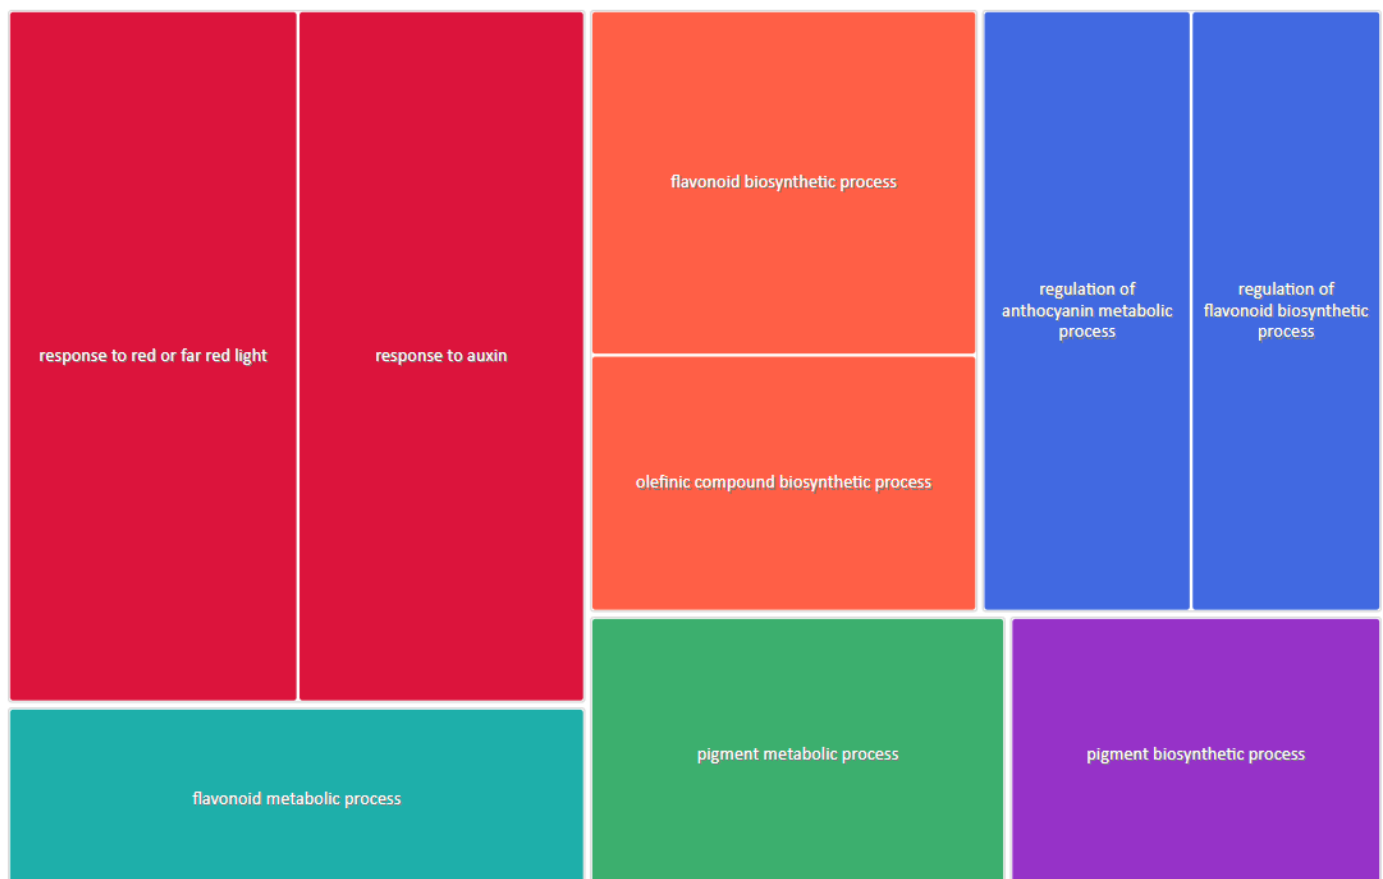 response to red or far red light
response to auxin
flavonoid biosynthetic process
olefinic compound biosynthetic process
regulation of
anthocyanin metabolic
process
regulation of
flavonoid biosynthetic
process
flavonoid metabolic process
pigment metabolic process
pigment biosynthetic process